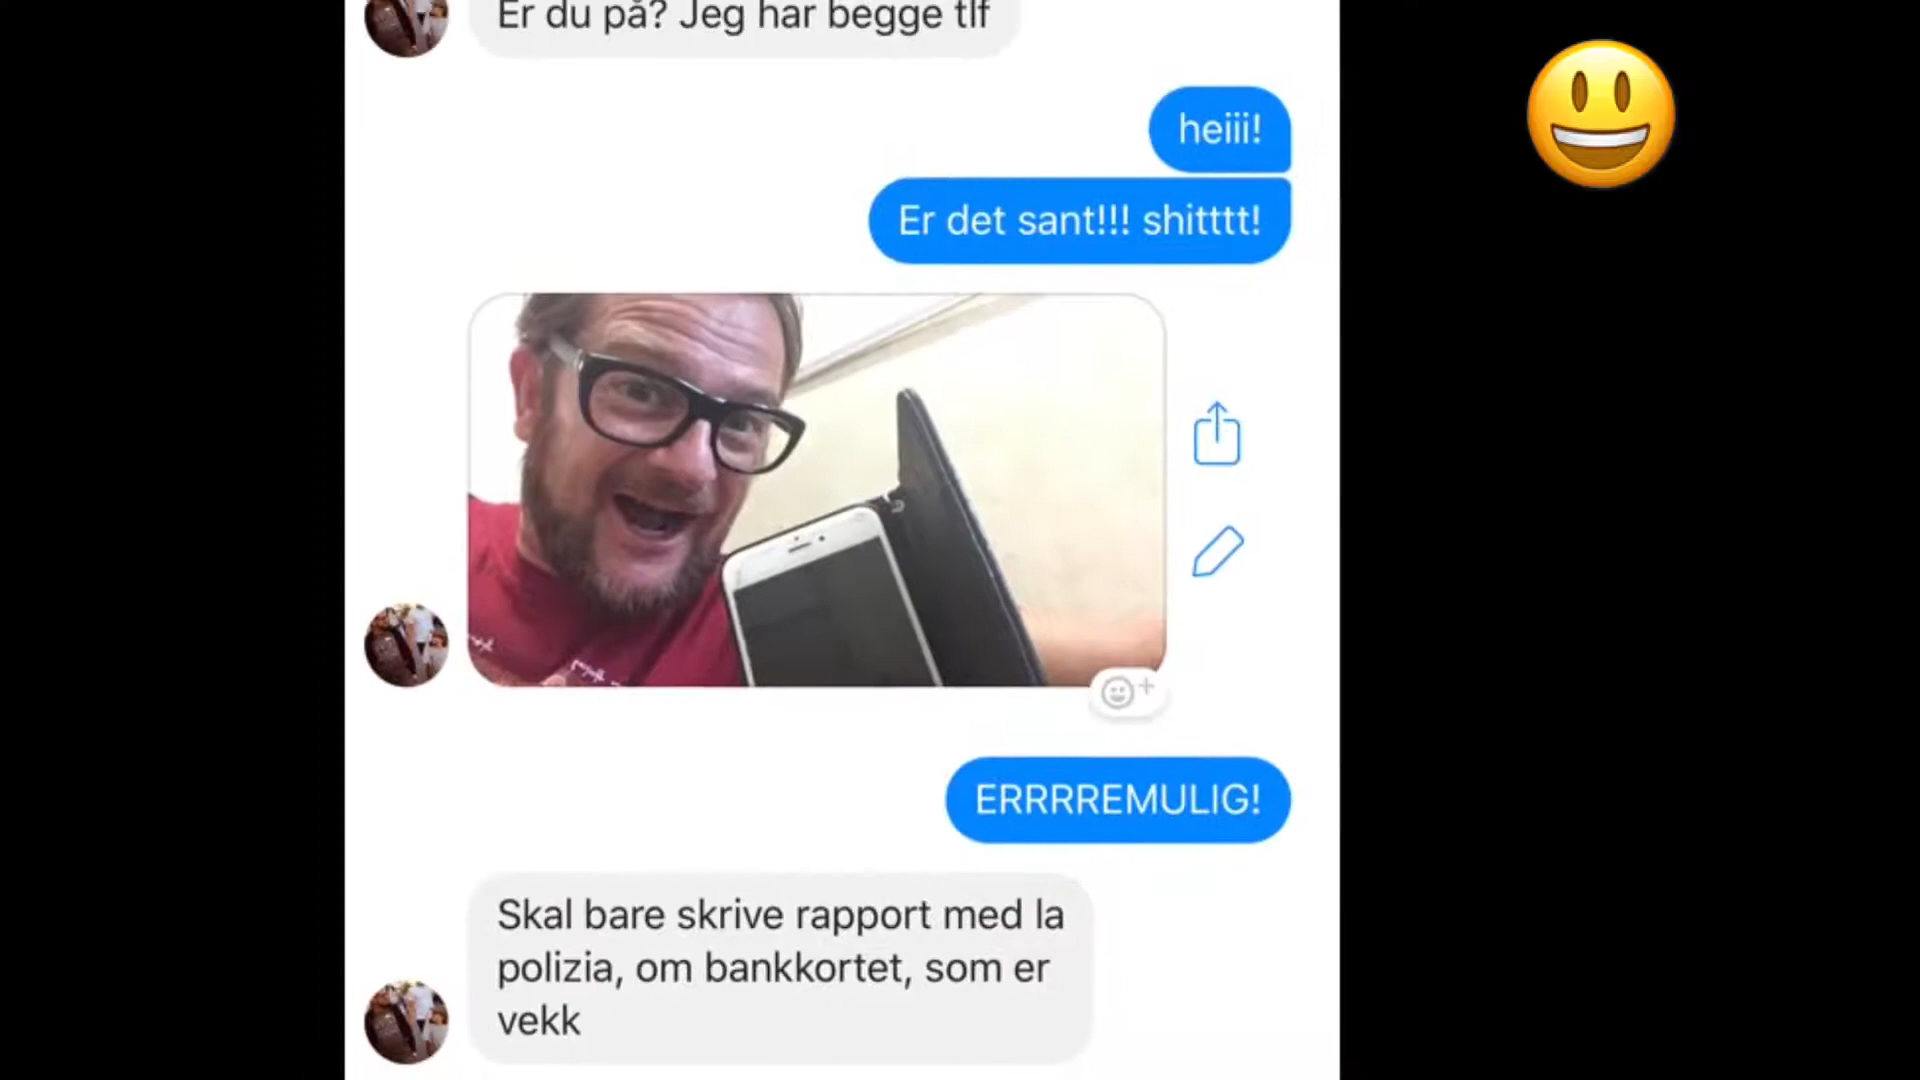 Er du på? Jeg har begge tlf
heiii!
Er det sant!!! shitttt!
ERRRREMULIG!
Skal bare skrive rapport med la
polizia, om bankkortet, som er
vekk